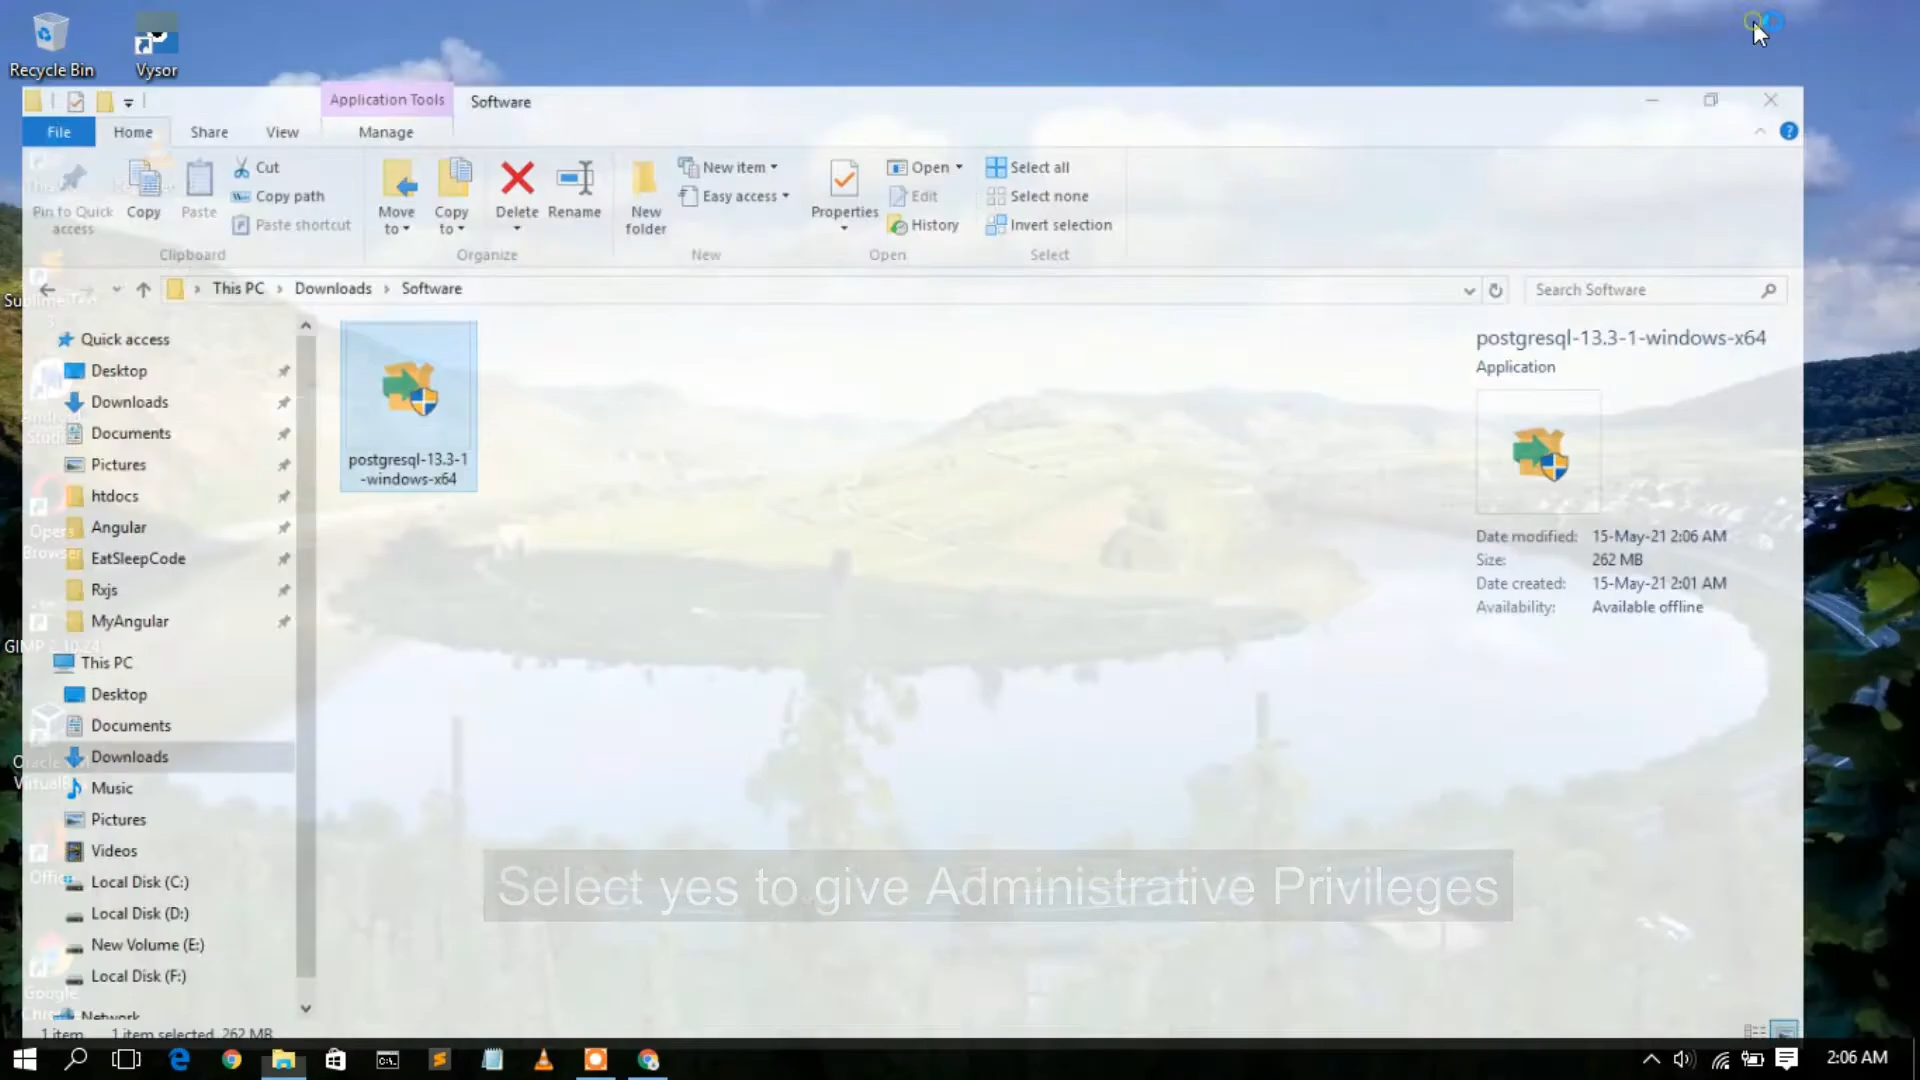 Recycle Bin
Vysor
Application Tools
Software
File
Home
Share
View
Manage
Pin to Quick
access
Copy
Paste
Cut
Copy path
Paste shortcut
Clipboard
Move
to
Copy
to
Delete
Rename
Organize
New
folder
New item
Easy access
New
Properties
Open
Edit
History
Open
Select all
Select none
Invert selection
Select
This PC
Downloads
Software
Search Software
Quick access
Desktop
Downloads
Documents
Pictures
htdocs
Angular
EatSleepCode
Rxjs
MyAngular
This PC
Desktop
Documents
Downloads
Music
Pictures
Videos
Local Disk (C:)
Local Disk (D:)
New Volume (E:)
Local Disk (F:)
Network
1 item
1 item selected
262 MB
Sublime Text
Opera
Browser
Google
postgresql-13.3-1
-windows-x64
postgresql-13.3-1-windows-x64
Application
Date modified: 15-May-21 2:06 AM
Size: 262 MB
Date created: 15-May-21 2:01 AM
Availability: Available offline
Select yes to give Administrative Privileges
2:06 AM